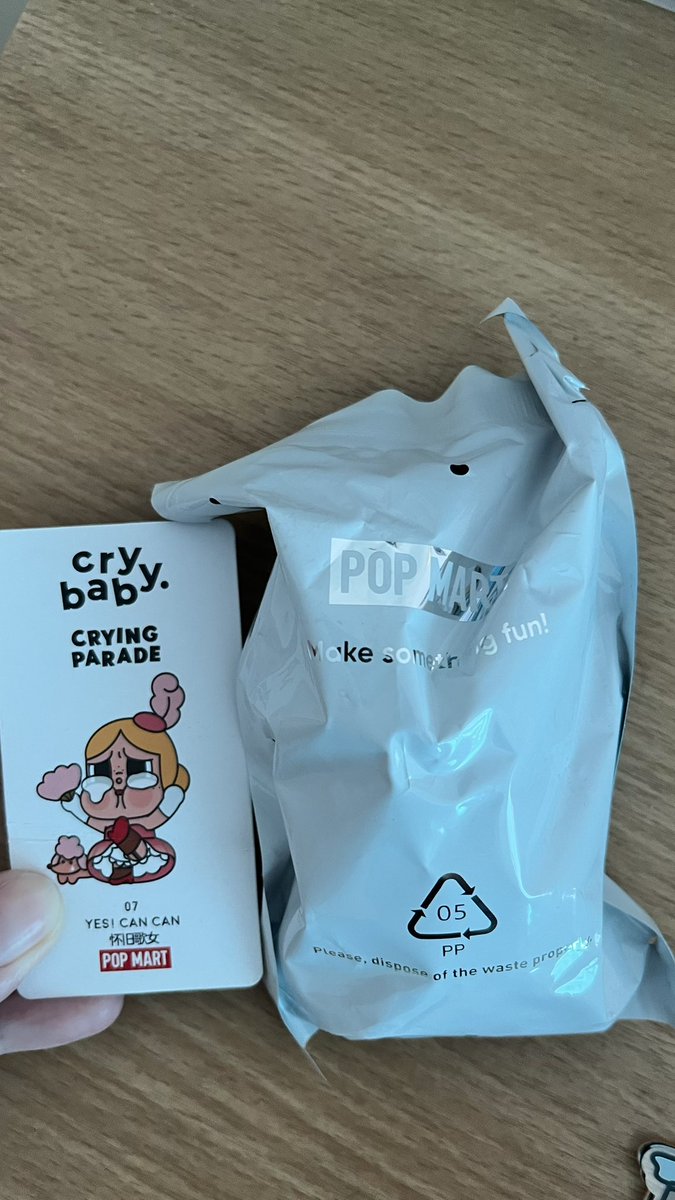 cry
baby.
CRYING
PARADE
07
YES! CAN CAN
怀旧歌女
POP MART
POP MART
Make something fun!
05
PP
Please, dispose of the waste properly.